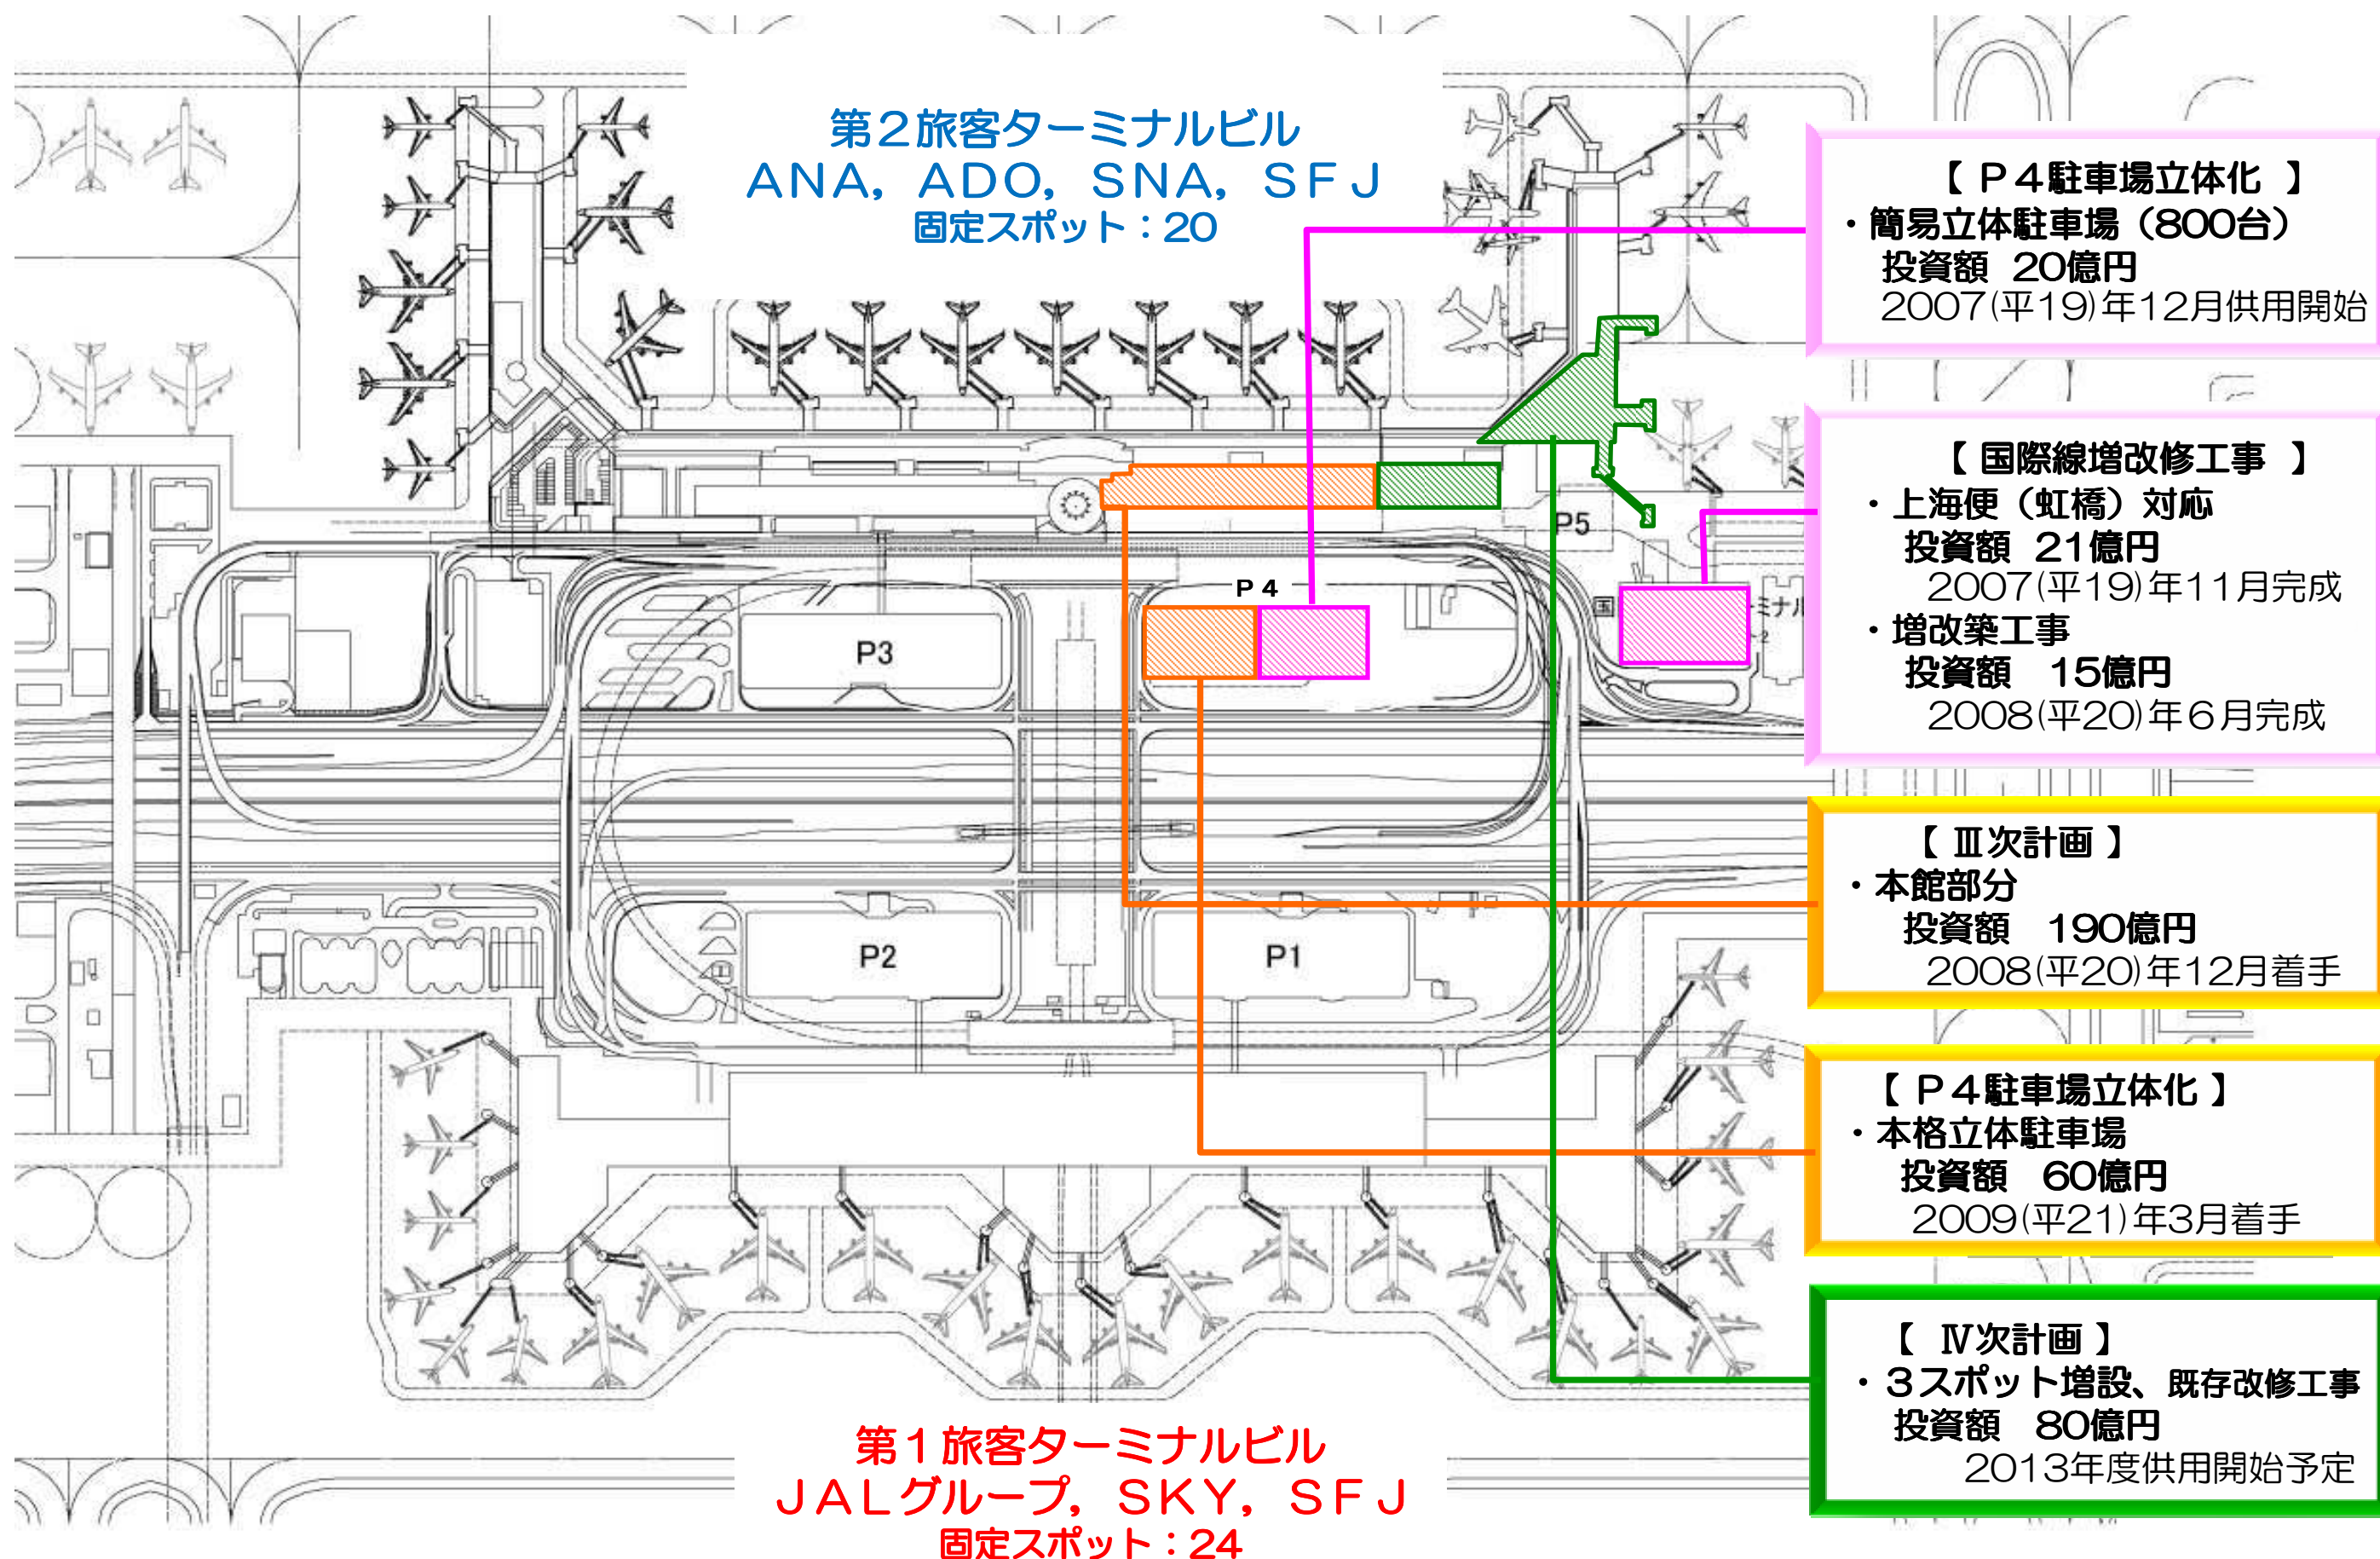 第2旅客ターミナルビル
ANA, ADO, SNA, SFJ
固定スポット:20
【 P4駐車場立体化 】
・簡易立体駐車場(800台)
投資額 20億円
2007(平19)年12月供用開始
【 国際線増改修工事 】
・上海便(虹橋)対応
投資額 21億円
2007(平19)年11月完成
・増改築工事
投資額 15億円
2008(平20)年6月完成
【 Ⅲ次計画 】
・本館部分
投資額 190億円
2008(平20)年12月着手
【 P4駐車場立体化 】
・本格立体駐車場
投資額 60億円
2009(平21)年3月着手
【 Ⅳ次計画 】
・3スポット増設、既存改修工事
投資額 80億円
2013年度供用開始予定
P5
P4
国
ミナル
P3
P2
P1
第1旅客ターミナルビル
JALグループ, SKY, SFJ
固定スポット:24